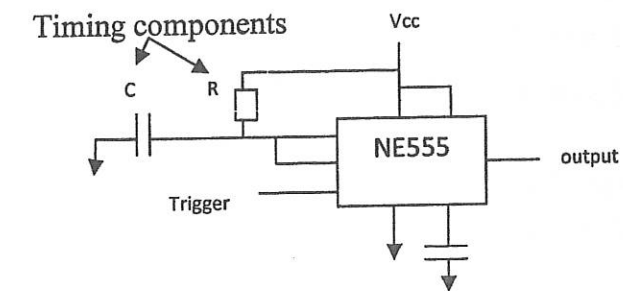 Timing components
Vcc
C
R
NE555
output
Trigger